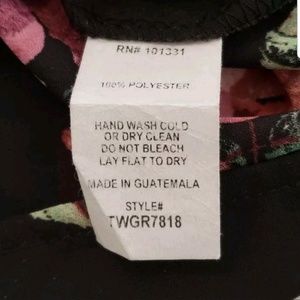 RN# 101331
100% POLYESTER
HAND WASH COLD
OR DRY CLEAN
DO NOT BLEACH
LAY FLAT TO DRY
MADE IN GUATEMALA
STYLE#
TWGR7818